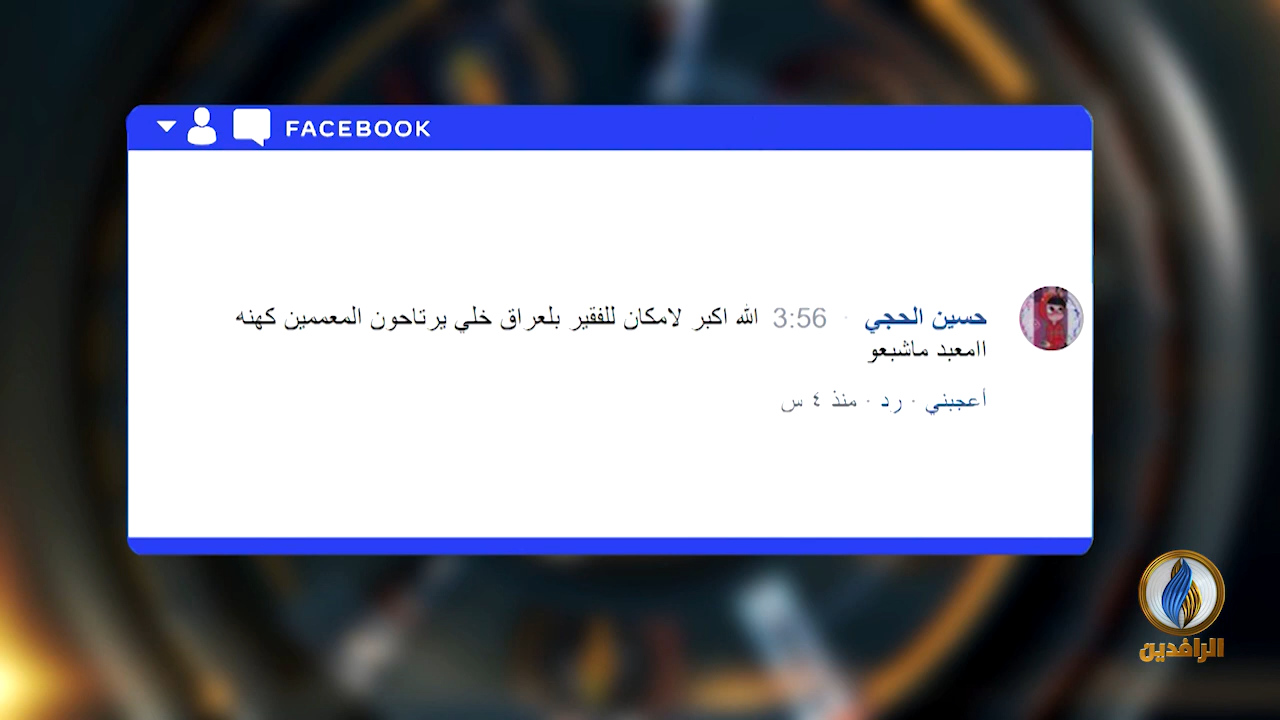 FACEBOOK
حسين الحجي · 3:56 الله اكبر لامكان للفقير بلعراق خلي يرتاحون المعممين كهنه
اامعبد ماشبعو
أعجبني · رد · منذ ٤ س
الرافدين